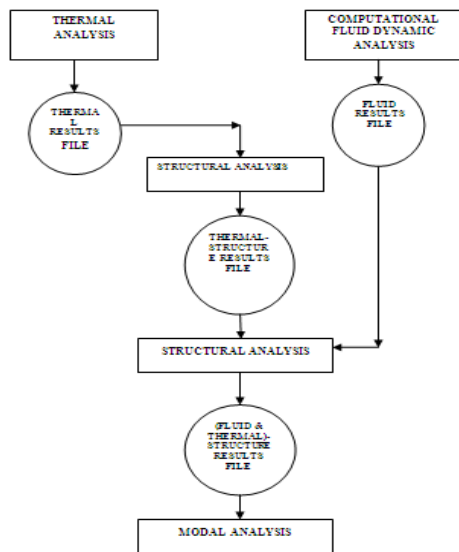 THERMAL
ANALYSIS
COMPUTATIONAL
FLUID DYNAMIC
ANALYSIS
THERMA
L
RESULTS
FILE
FLUID
RESULTS
FILE
STRUCTURAL ANALYSIS
THERMAL-
STRUCTUR
E RESULTS
FILE
STRUCTURAL ANALYSIS
(FLUID &
THERMAL)-
STRUCTURE
RESULTS
FILE
MODAL ANALYSIS